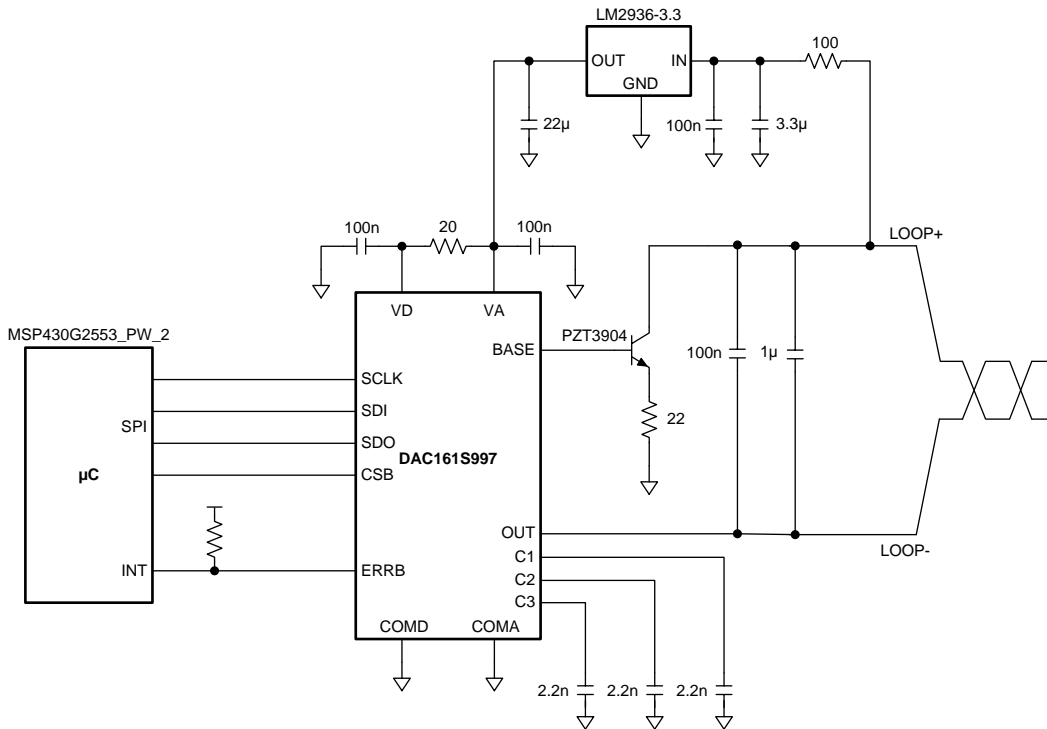 LM2936-3.3
OUT
IN
GND
100
22µ
100n
3.3µ
100n
20
100n
LOOP+
VD
VA
MSP430G2553_PW_2
BASE
PZT3904
100n
1µ
SCLK
SDI
SPI
SDO
22
µC
DAC161S997
CSB
OUT
LOOP-
C1
INT
ERRB
C2
C3
COMD
COMA
2.2n
2.2n
2.2n